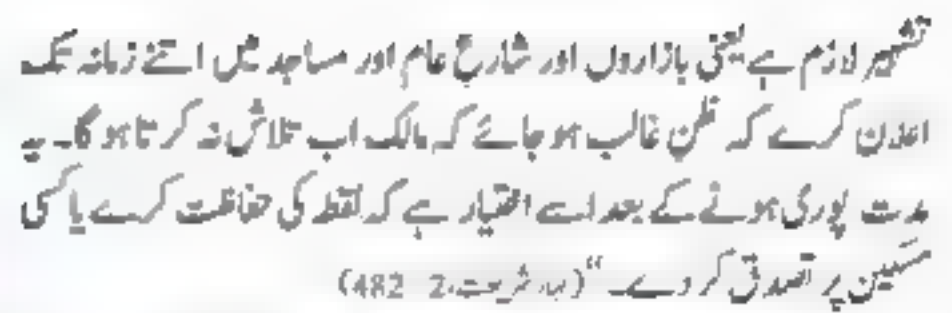 تشہیر لازم ہے یعنی بازاروں اور شارع عام اور مساجد میں اتنے زمانہ تک
اعلان کرے کہ ظن غالب ہو جائے کہ مالک اب تلاش نہ کرتا ہو گا۔ یہ
مدت پوری ہونے کے بعد اسے اختیار ہے کہ لقطہ کی حفاظت کرے یا کسی
مسکین پر تصدق کر دے۔“ (بہار شریعت، 2 482)